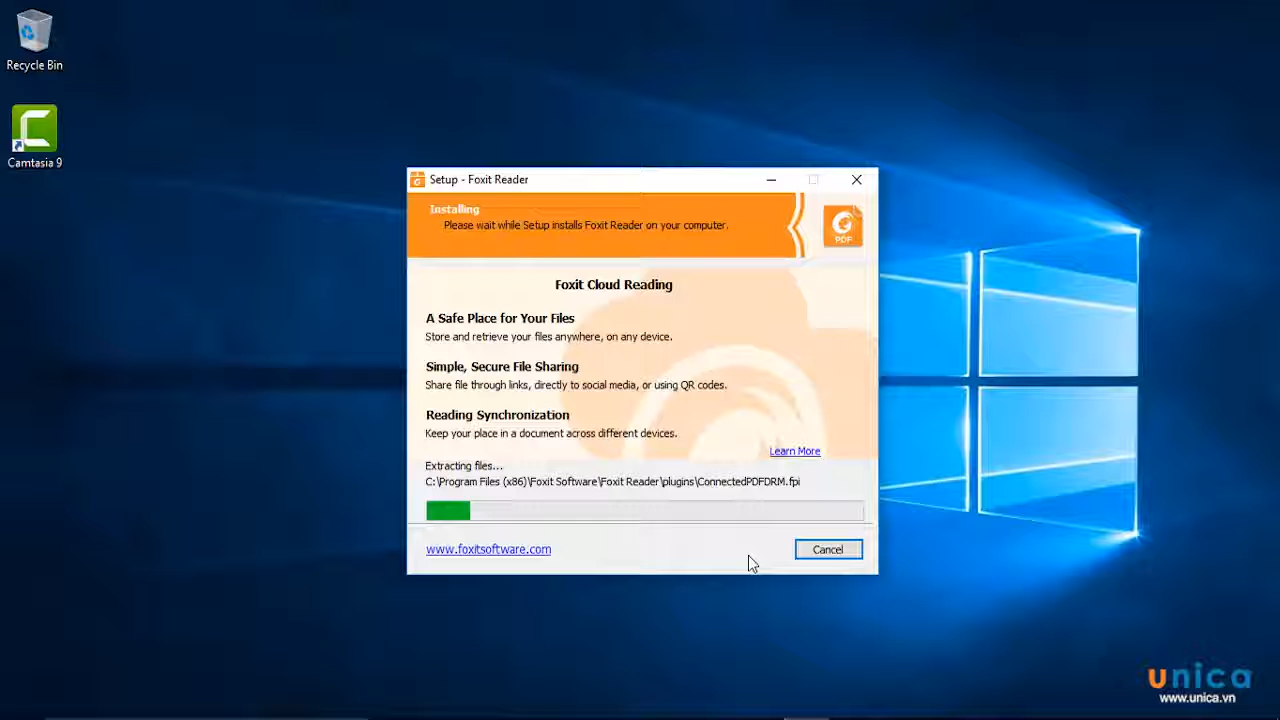 Recycle Bin
Camtasia 9
Setup - Foxit Reader
Installing
Please wait while Setup installs Foxit Reader on your computer.
PDF
Foxit Cloud Reading
A Safe Place for Your Files
Store and retrieve your files anywhere, on any device.
Simple, Secure File Sharing
Share file through links, directly to social media, or using QR codes.
Reading Synchronization
Keep your place in a document across different devices.
Learn More
Extracting files...
C:\Program Files (x86)\Foxit Software\Foxit Reader\plugins\ConnectedPDFDRM.fpi
www.foxitsoftware.com
Cancel
unica
www.unica.vn